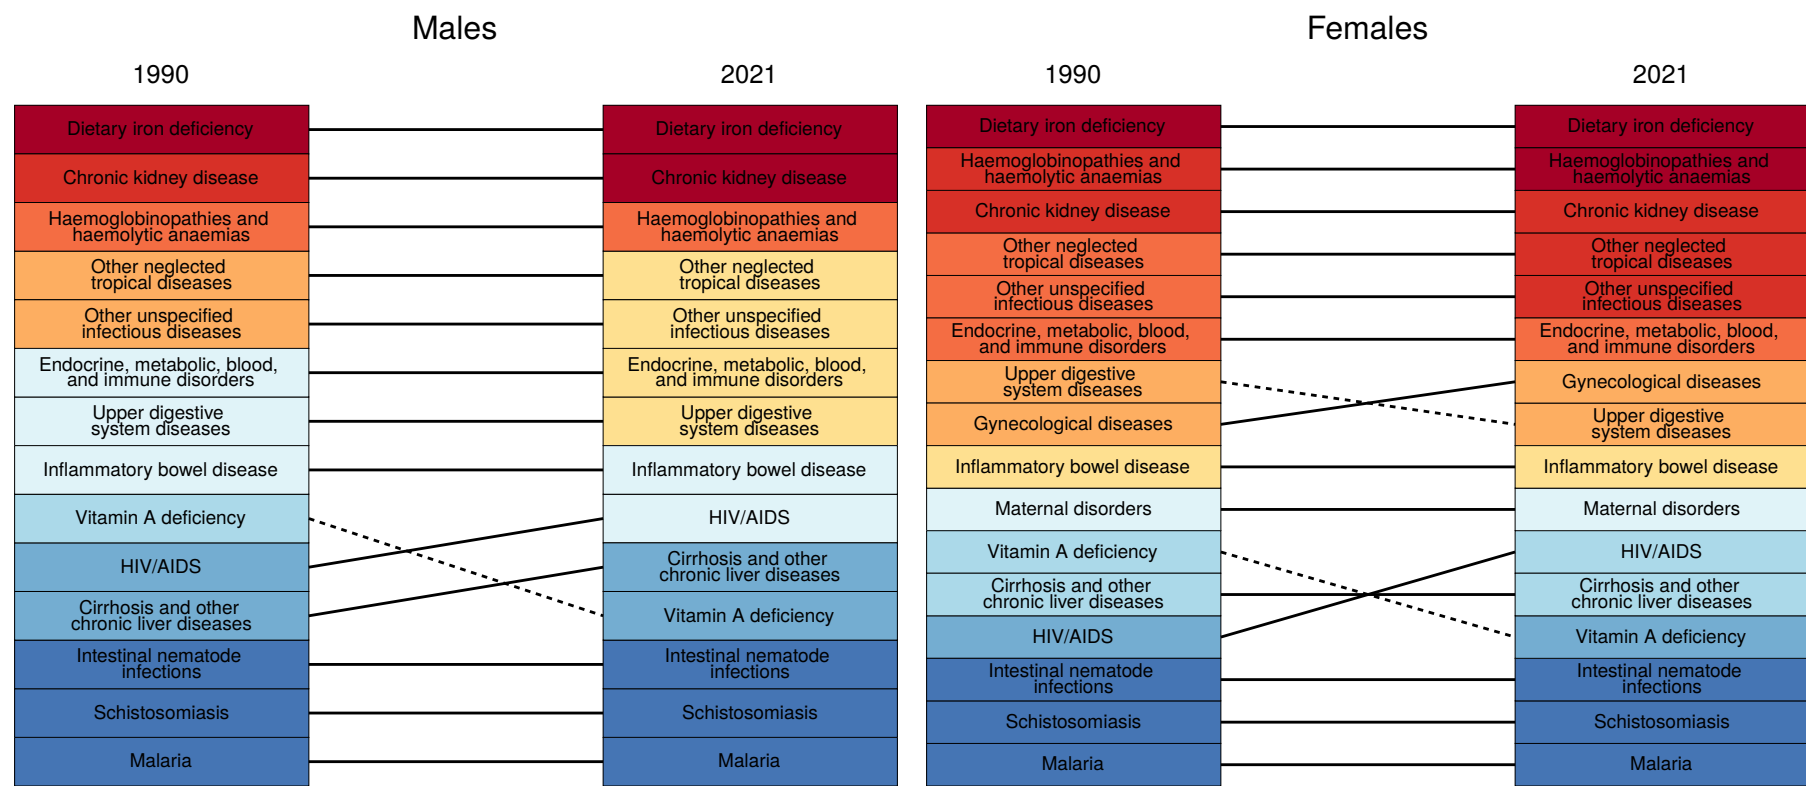 Males
1990
2021
Dietary iron deficiency
Chronic kidney disease
Haemoglobinopathies and
haemolytic anaemias
Other neglected
tropical diseases
Other unspecified
infectious diseases
Endocrine, metabolic, blood,
and immune disorders
Upper digestive
system diseases
Inflammatory bowel disease
Vitamin A deficiency
HIV/AIDS
Cirrhosis and other
chronic liver diseases
Intestinal nematode
infections
Schistosomiasis
Malaria
Dietary iron deficiency
Chronic kidney disease
Haemoglobinopathies and
haemolytic anaemias
Other neglected
tropical diseases
Other unspecified
infectious diseases
Endocrine, metabolic, blood,
and immune disorders
Upper digestive
system diseases
Inflammatory bowel disease
HIV/AIDS
Cirrhosis and other
chronic liver diseases
Vitamin A deficiency
Intestinal nematode
infections
Schistosomiasis
Malaria
Females
1990
2021
Dietary iron deficiency
Haemoglobinopathies and
haemolytic anaemias
Chronic kidney disease
Other neglected
tropical diseases
Other unspecified
infectious diseases
Endocrine, metabolic, blood,
and immune disorders
Upper digestive
system diseases
Gynecological diseases
Inflammatory bowel disease
Maternal disorders
Vitamin A deficiency
Cirrhosis and other
chronic liver diseases
HIV/AIDS
Intestinal nematode
infections
Schistosomiasis
Malaria
Dietary iron deficiency
Haemoglobinopathies and
haemolytic anaemias
Chronic kidney disease
Other neglected
tropical diseases
Other unspecified
infectious diseases
Endocrine, metabolic, blood,
and immune disorders
Gynecological diseases
Upper digestive
system diseases
Inflammatory bowel disease
Maternal disorders
HIV/AIDS
Cirrhosis and other
chronic liver diseases
Vitamin A deficiency
Intestinal nematode
infections
Schistosomiasis
Malaria